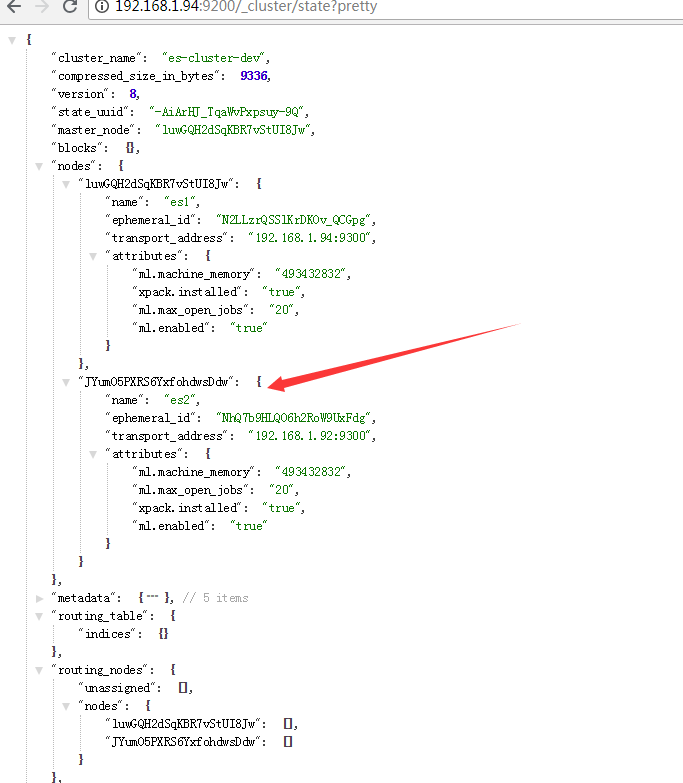 192.168.1.94:9200/_cluster/state?pretty
{
"cluster_name": "es-cluster-dev",
"compressed_size_in_bytes": 9336,
"version": 8,
"state_uuid": "-AiArHJ_TqaWvPxpsuy-9Q",
"master_node": "luwGQH2dSqKBR7vStUI8Jw",
"blocks": {},
"nodes": {
"luwGQH2dSqKBR7vStUI8Jw": {
"name": "es1",
"ephemeral_id": "N2LLzrQSSlKrDKOv_QCGpg",
"transport_address": "192.168.1.94:9300",
"attributes": {
"ml.machine_memory": "493432832",
"xpack.installed": "true",
"ml.max_open_jobs": "20",
"ml.enabled": "true"
}
},
"JYumO5PXRS6YxfohdwsDdw": {
"name": "es2",
"ephemeral_id": "NhQ7b9HLQO6h2RoW9UxFdg",
"transport_address": "192.168.1.92:9300",
"attributes": {
"ml.machine_memory": "493432832",
"ml.max_open_jobs": "20",
"xpack.installed": "true",
"ml.enabled": "true"
}
}
},
"metadata": {...}, // 5 items
"routing_table": {
"indices": {}
},
"routing_nodes": {
"unassigned": [],
"nodes": {
"luwGQH2dSqKBR7vStUI8Jw": [],
"JYumO5PXRS6YxfohdwsDdw": []
}
},